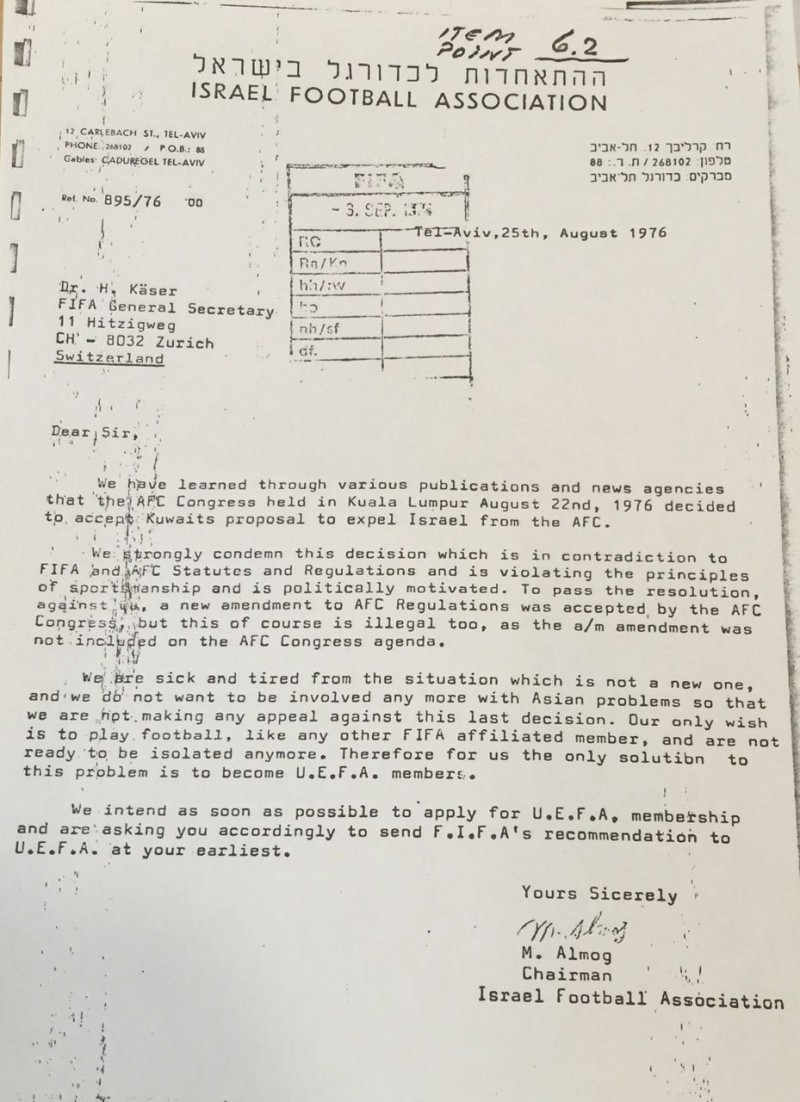 ITEM
POINT 6.2
ההתאחדות לכדורגל בישראל
ISRAEL FOOTBALL ASSOCIATION
12, CARLEBACH ST., TEL-AVIV
PHONE: 268102 / P.O.B.: 88
Cables: CADUREGEL TEL-AVIV
רח קרליבך 12. תל-אביב
טלפון: 268102 / ת. ד.: 88
מברקים: כדורגל תל-אביב
Ref. No. 895/76
FIFA
- 3. SEP. 1976
Tel-Aviv, 25th, August 1976
RC
Rn/Kn
nh/sf
df.
Dr. H. Käser
FIFA General Secretary
11 Hitzigweg
CH - 8032 Zurich
Switzerland
Dear Sir,
We have learned through various publications and news agencies
that the AFC Congress held in Kuala Lumpur August 22nd, 1976 decided
to accept Kuwaits proposal to expel Israel from the AFC.
We strongly condemn this decision which is in contradiction to
FIFA and AFC Statutes and Regulations and is violating the principles
of sportsmanship and is politically motivated. To pass the resolution,
against us, a new amendment to AFC Regulations was accepted by the AFC
Congress, but this of course is illegal too, as the a/m amendment was
not included on the AFC Congress agenda.
We are sick and tired from the situation which is not a new one,
and we do not want to be involved any more with Asian problems so that
we are not making any appeal against this last decision. Our only wish
is to play football, like any other FIFA affiliated member, and are not
ready to be isolated anymore. Therefore for us the only solution to
this problem is to become U.E.F.A. members.
We intend as soon as possible to apply for U.E.F.A, membership
and are asking you accordingly to send F.I.F.A's recommendation to
U.E.F.A. at your earliest.
Yours Sicerely
M. Almog
M. Almog
Chairman
Israel Football Association